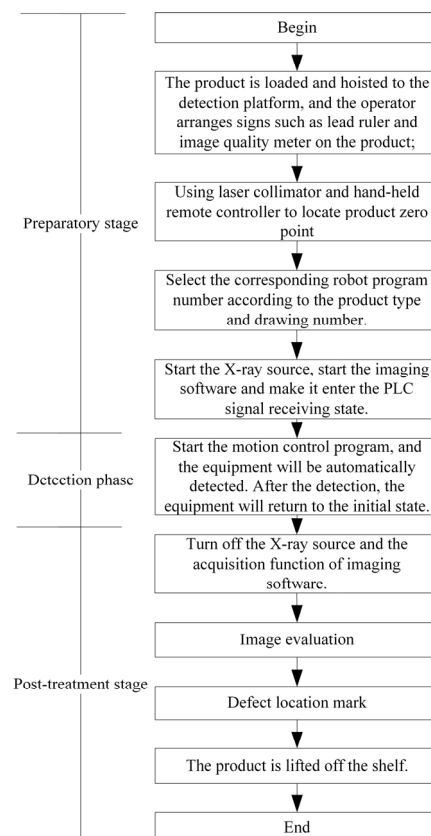 Begin
The product is loaded and hoisted to the
detection platform, and the operator
arranges signs such as lead ruler and
image quality meter on the product;
Using laser collimator and hand-held
remote controller to locate product zero
point
Preparatory stage
Select the corresponding robot program
number according to the product type
and drawing number.
Start the X-ray source, start the imaging
software and make it enter the PLC
signal receiving state.
Detection phase
Start the motion control program, and
the equipment will be automatically
detected. After the detection, the
equipment will return to the initial state.
Turn off the X-ray source and the
acquisition function of imaging
software.
Image evaluation
Post-treatment stage
Defect location mark
The product is lifted off the shelf.
End